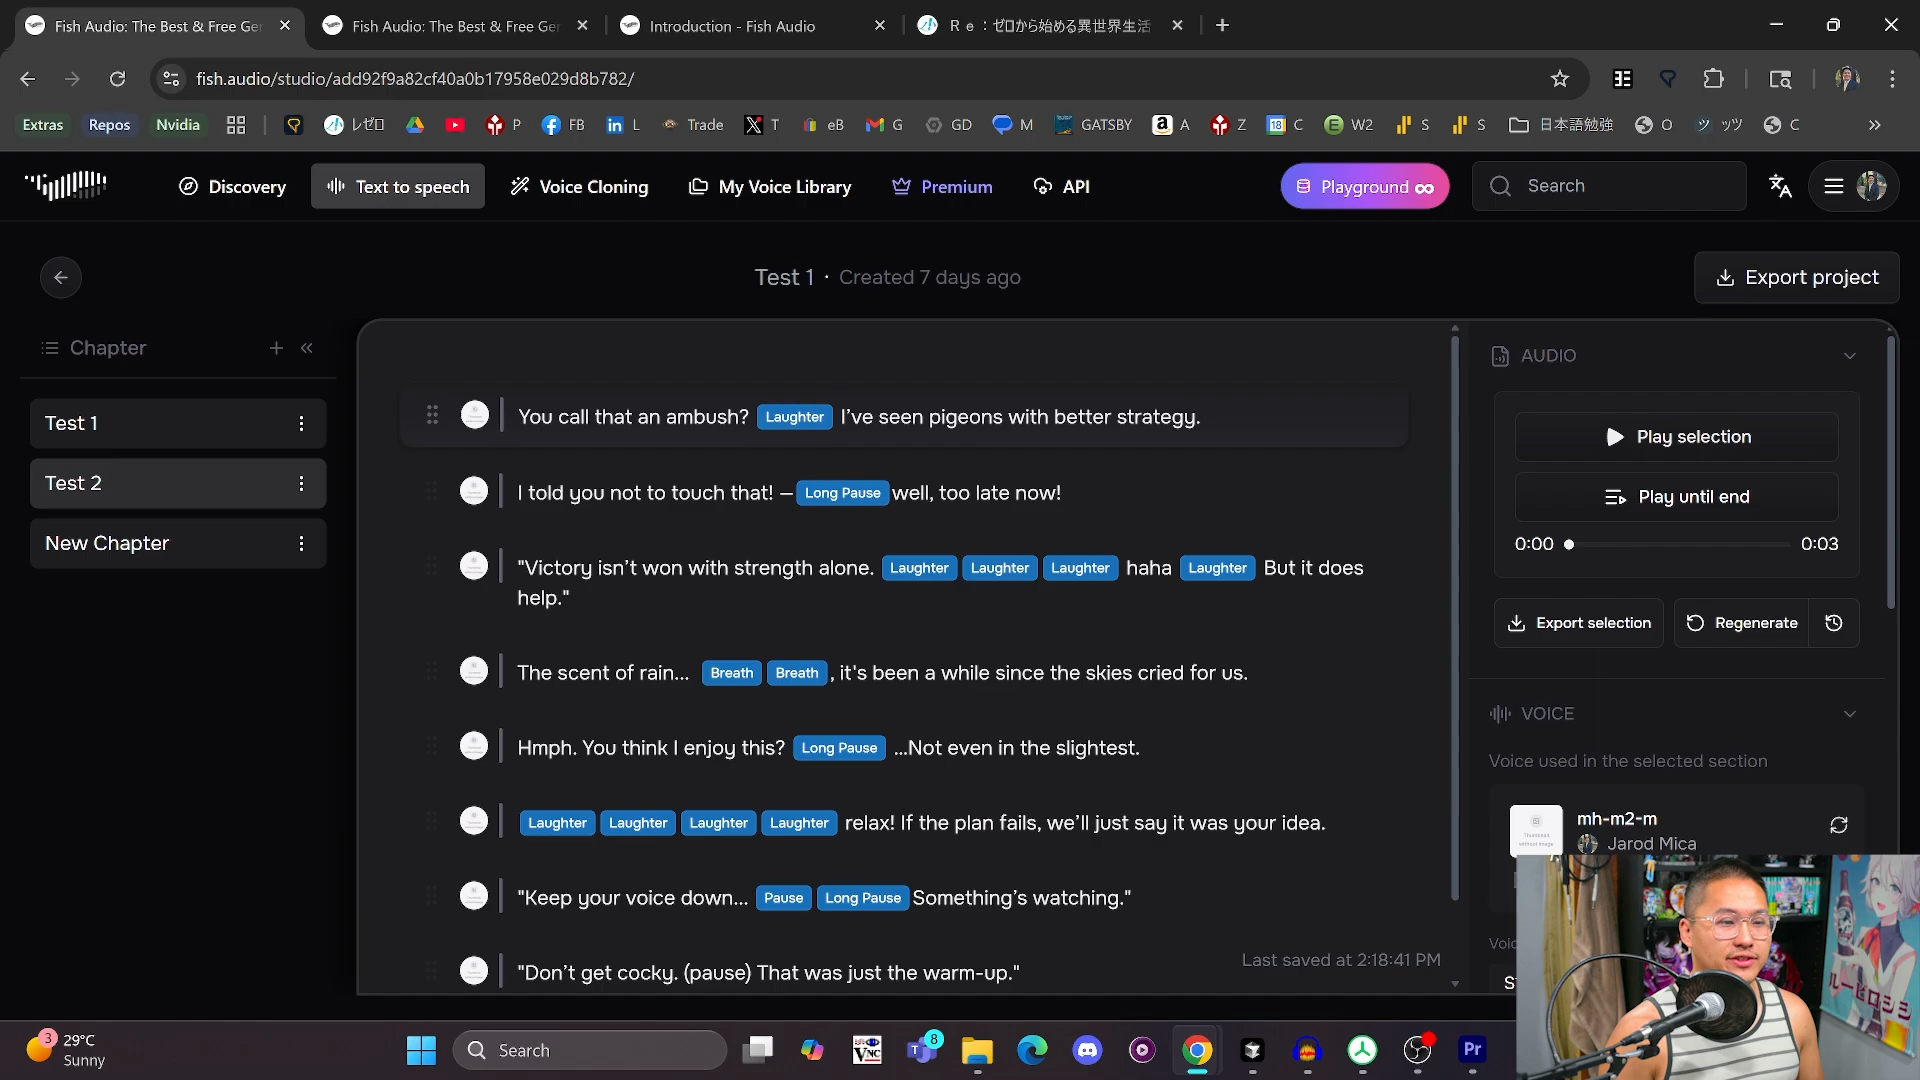 Fish Audio: The Best & Free Ger
Fish Audio: The Best & Free Ger
Introduction - Fish Audio
Ｒｅ：ゼロから始める異世界生活
fish.audio/studio/add92f9a82cf40a0b17958e029d8b782/
Extras Repos Nvidia レゼロ P FB L Trade T eB G GD M GATSBY A Z C W2 S S 日本語勉強 O ッツ C
Discovery Text to speech Voice Cloning My Voice Library Premium API Playground Search
Test 1 · Created 7 days ago
Export project
Chapter
Test 1
Test 2
New Chapter
You call that an ambush? Laughter I’ve seen pigeons with better strategy.
I told you not to touch that! – Long Pause well, too late now!
"Victory isn’t won with strength alone. Laughter Laughter Laughter haha Laughter But it does
help."
The scent of rain... Breath Breath , it's been a while since the skies cried for us.
Hmph. You think I enjoy this? Long Pause ...Not even in the slightest.
Laughter Laughter Laughter Laughter relax! If the plan fails, we’ll just say it was your idea.
"Keep your voice down... Pause Long Pause Something’s watching."
"Don’t get cocky. (pause) That was just the warm-up."
Last saved at 2:18:41 PM
AUDIO
Play selection
Play until end
0:00 0:03
Export selection Regenerate
VOICE
Voice used in the selected section
mh-m2-m
Jarod Mica
3
29°C
Sunny
Search
VNC
8
Pr